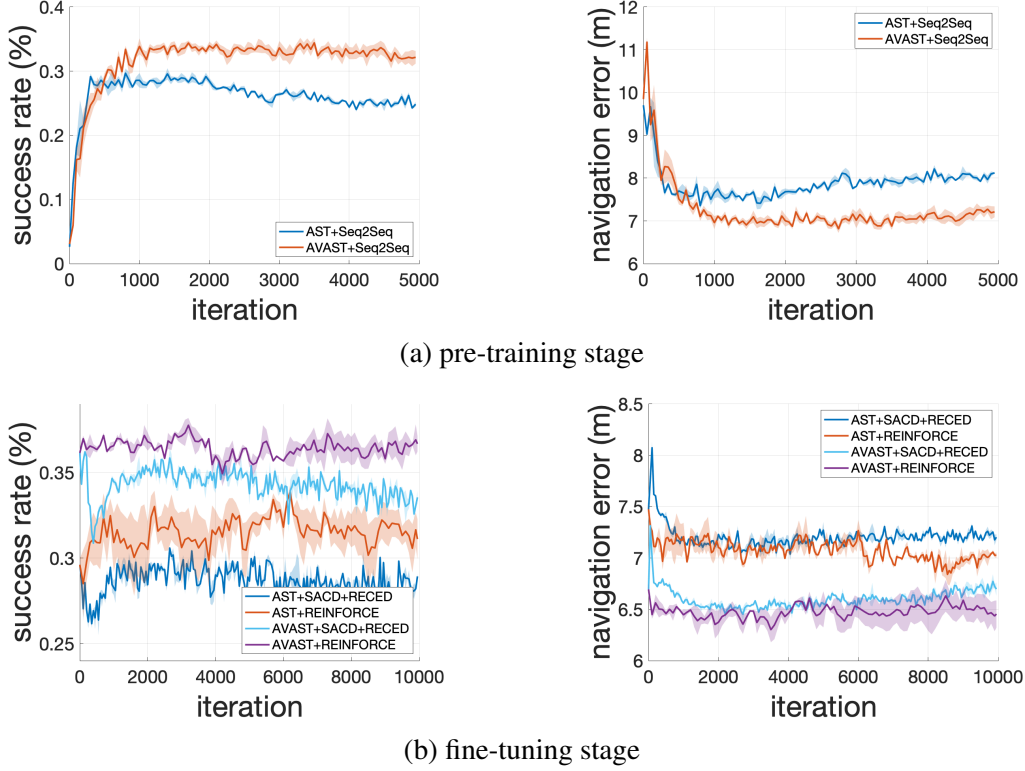 success rate (%)
0.4
0.3
0.2
0.1
0
0 1000 2000 3000 4000 5000
iteration
AST+Seq2Seq
AVAST+Seq2Seq
navigation error (m)
12
11
10
9
8
7
6
0 1000 2000 3000 4000 5000
iteration
AST+Seq2Seq
AVAST+Seq2Seq
(a) pre-training stage
success rate (%)
0.35
0.3
0.25
0 2000 4000 6000 8000 10000
iteration
AST+SACD+RECED
AST+REINFORCE
AVAST+SACD+RECED
AVAST+REINFORCE
navigation error (m)
8.5
8
7.5
7
6.5
6
0 2000 4000 6000 8000 10000
iteration
AST+SACD+RECED
AST+REINFORCE
AVAST+SACD+RECED
AVAST+REINFORCE
(b) fine-tuning stage